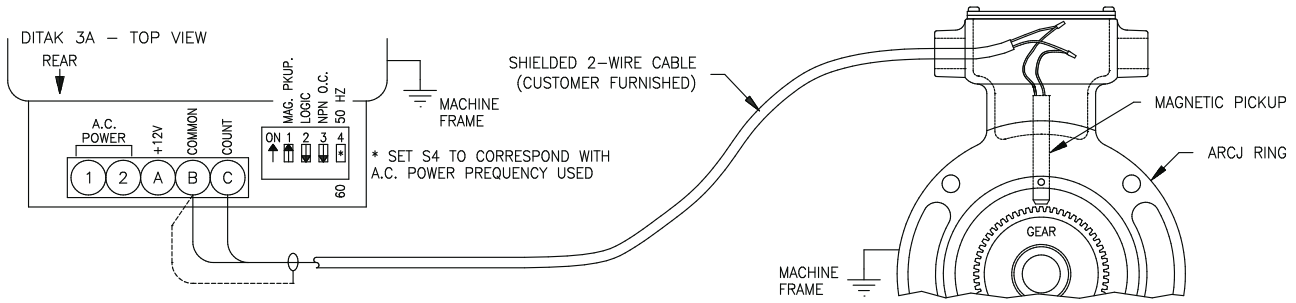 DITAK 3A – TOP VIEW
REAR
A.C.
POWER
+12V
COMMON
COUNT
MAG. PKUP.
LOGIC
NPN O.C.
50 HZ
ON 1 2 3 4
*
60
1 2 A B C
MACHINE
FRAME
* SET S4 TO CORRESPOND WITH
A.C. POWER PREQUENCY USED
SHIELDED 2–WIRE CABLE
(CUSTOMER FURNISHED)
MAGNETIC PICKUP
ARCJ RING
GEAR
MACHINE
FRAME